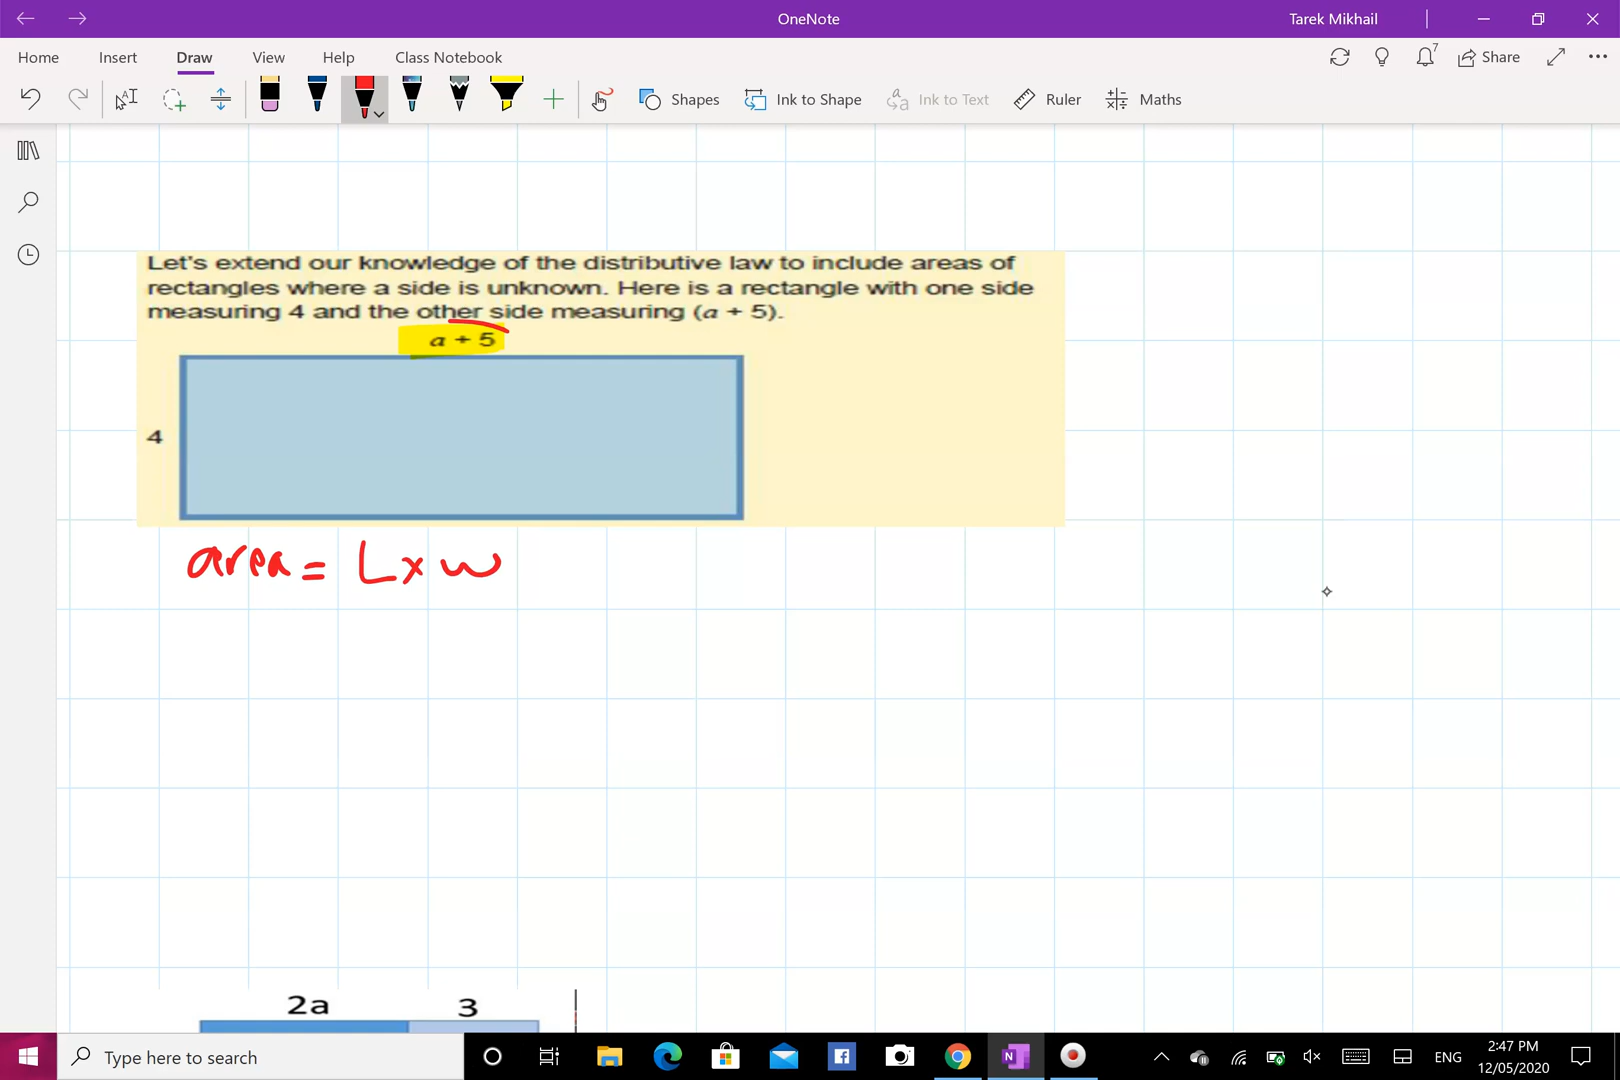 OneNote
Tarek Mikhail
Home Insert Draw View Help Class Notebook
7 Share
Shapes Ink to Shape Ink to Text Ruler Maths
Let's extend our knowledge of the distributive law to include areas of
rectangles where a side is unknown. Here is a rectangle with one side
measuring 4 and the other side measuring (a + 5).
a + 5
4
area = L x w
2a 3
Type here to search
ENG
2:47 PM
12/05/2020